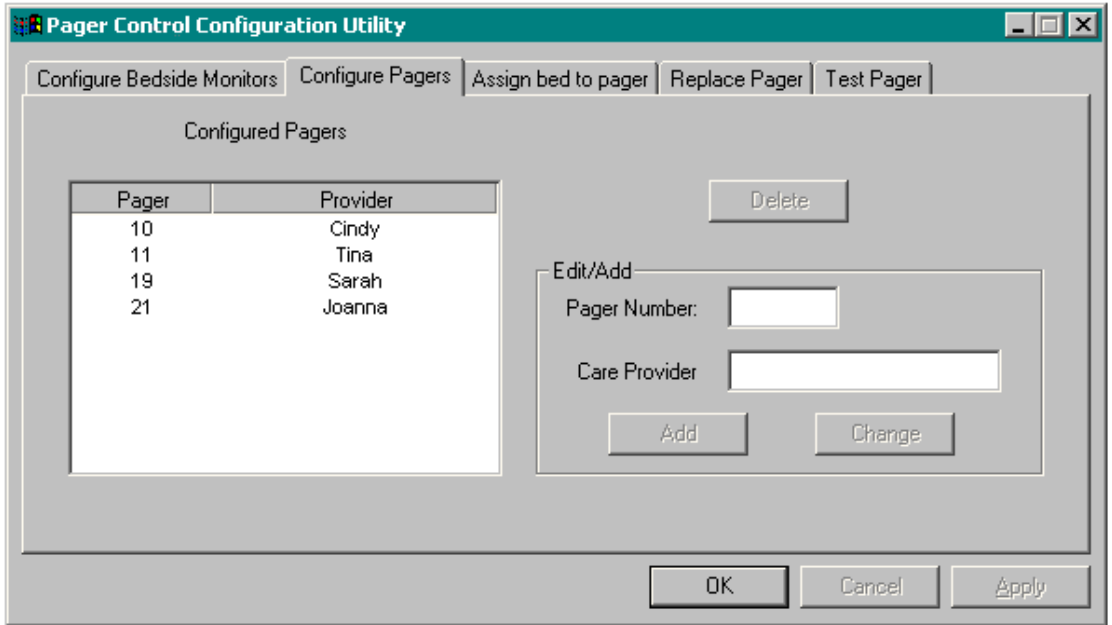 Pager Control Configuration Utility
Configure Bedside Monitors Configure Pagers Assign bed to pager Replace Pager Test Pager
Configured Pagers
Pager Provider
10 Cindy
11 Tina
19 Sarah
21 Joanna
Delete
Edit/Add
Pager Number:
Care Provider
Add Change
OK Cancel Apply